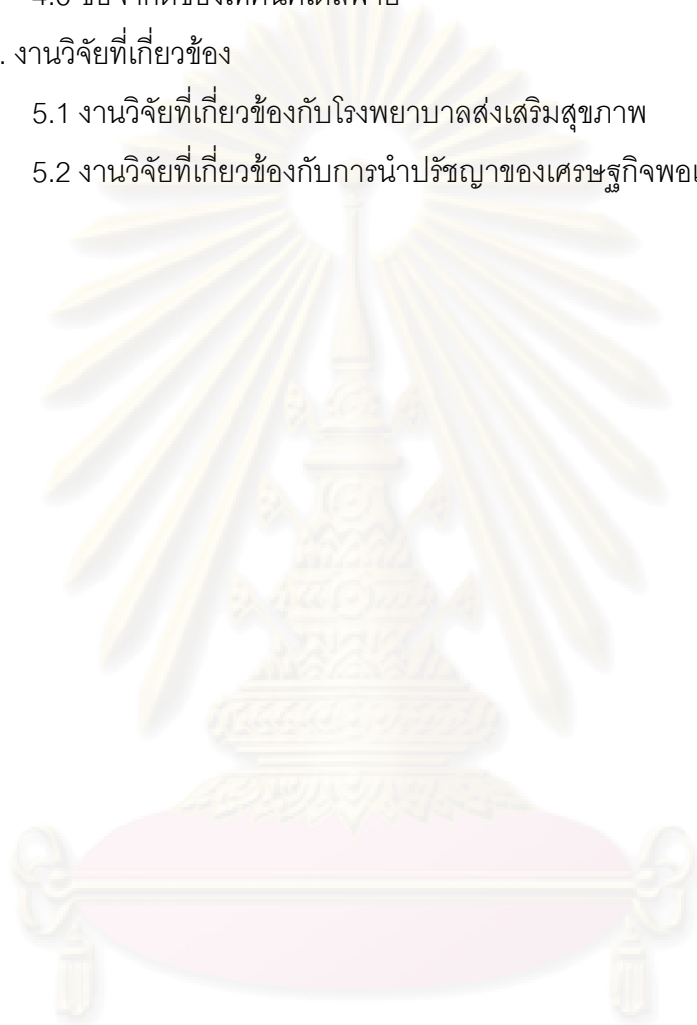 . งานวิจัยที่เกี่ยวข้อง
5.1 งานวิจัยที่เกี่ยวข้องกับโรงพยาบาลส่งเสริมสุขภาพ
5.2 งานวิจัยที่เกี่ยวข้องกับการนำปรัชญาของเศรษฐกิจพอเ